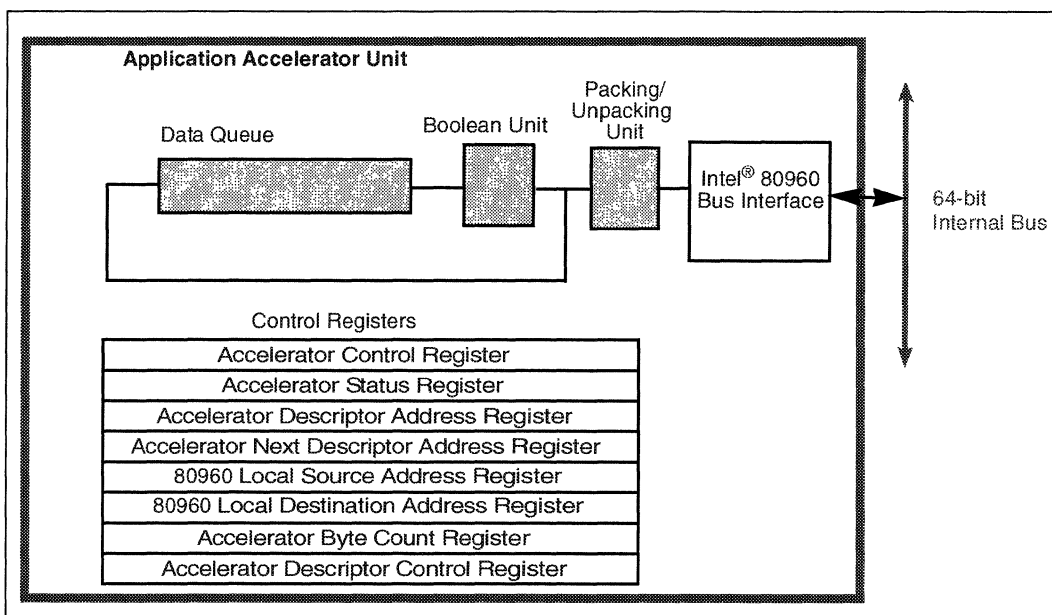 Application Accelerator Unit
Packing/
Unpacking
Unit
Boolean Unit
Data Queue
Intel® 80960
Bus Interface
64-bit
Internal Bus
Control Registers
Accelerator Control Register
Accelerator Status Register
Accelerator Descriptor Address Register
Accelerator Next Descriptor Address Register
80960 Local Source Address Register
80960 Local Destination Address Register
Accelerator Byte Count Register
Accelerator Descriptor Control Register